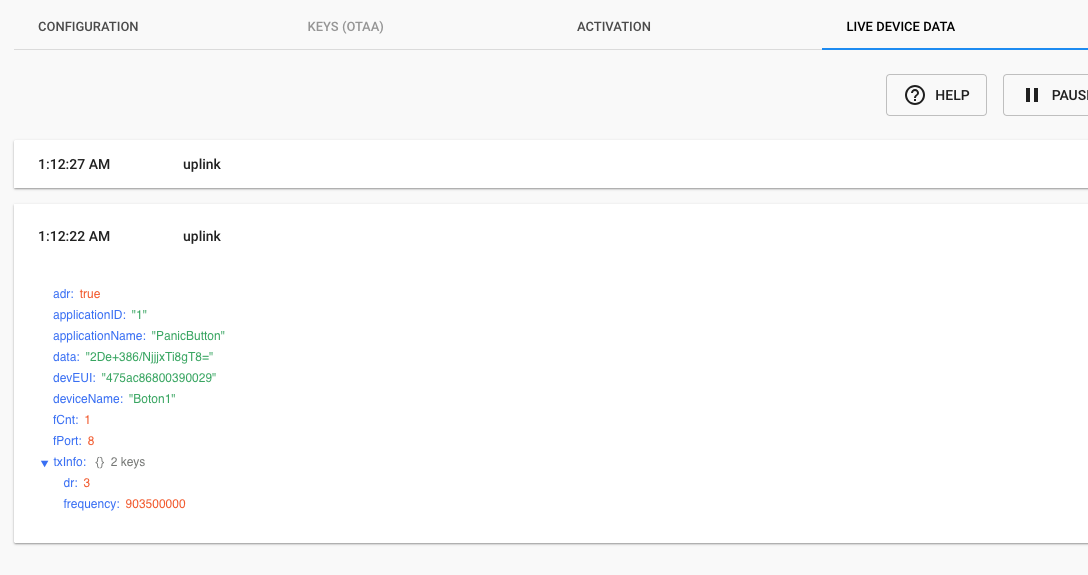 CONFIGURATION KEYS (OTAA) ACTIVATION LIVE DEVICE DATA
HELP PAUSE
1:12:27 AM uplink
1:12:22 AM uplink
adr: true
applicationID: "1"
applicationName: "PanicButton"
data: "2De+386/NjjjxTi8gT8="
devEUI: "475ac86800390029"
deviceName: "Boton1"
fCnt: 1
fPort: 8
txInfo: {} 2 keys
dr: 3
frequency: 903500000